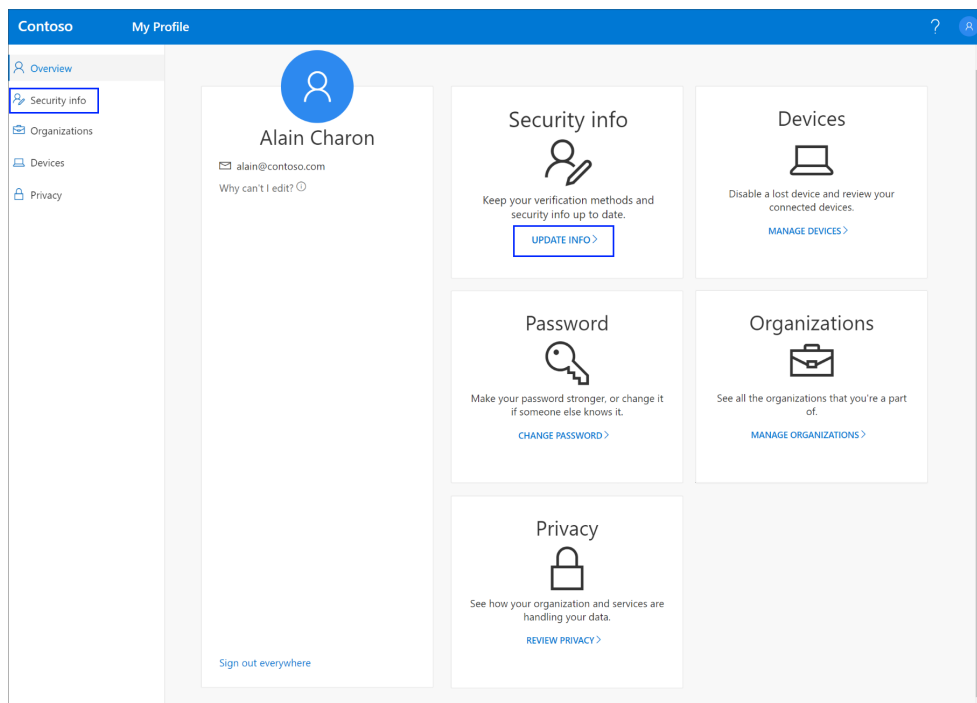 Contoso
My Profile
?
Overview
Security info
Organizations
Devices
Privacy
Alain Charon
alain@contoso.com
Why can't I edit?
Sign out everywhere
Security info
Keep your verification methods and
security info up to date.
UPDATE INFO
Devices
Disable a lost device and review your
connected devices.
MANAGE DEVICES
Password
Make your password stronger, or change it
if someone else knows it.
CHANGE PASSWORD
Organizations
See all the organizations that you're a part
of.
MANAGE ORGANIZATIONS
Privacy
See how your organization and services are
handling your data.
REVIEW PRIVACY